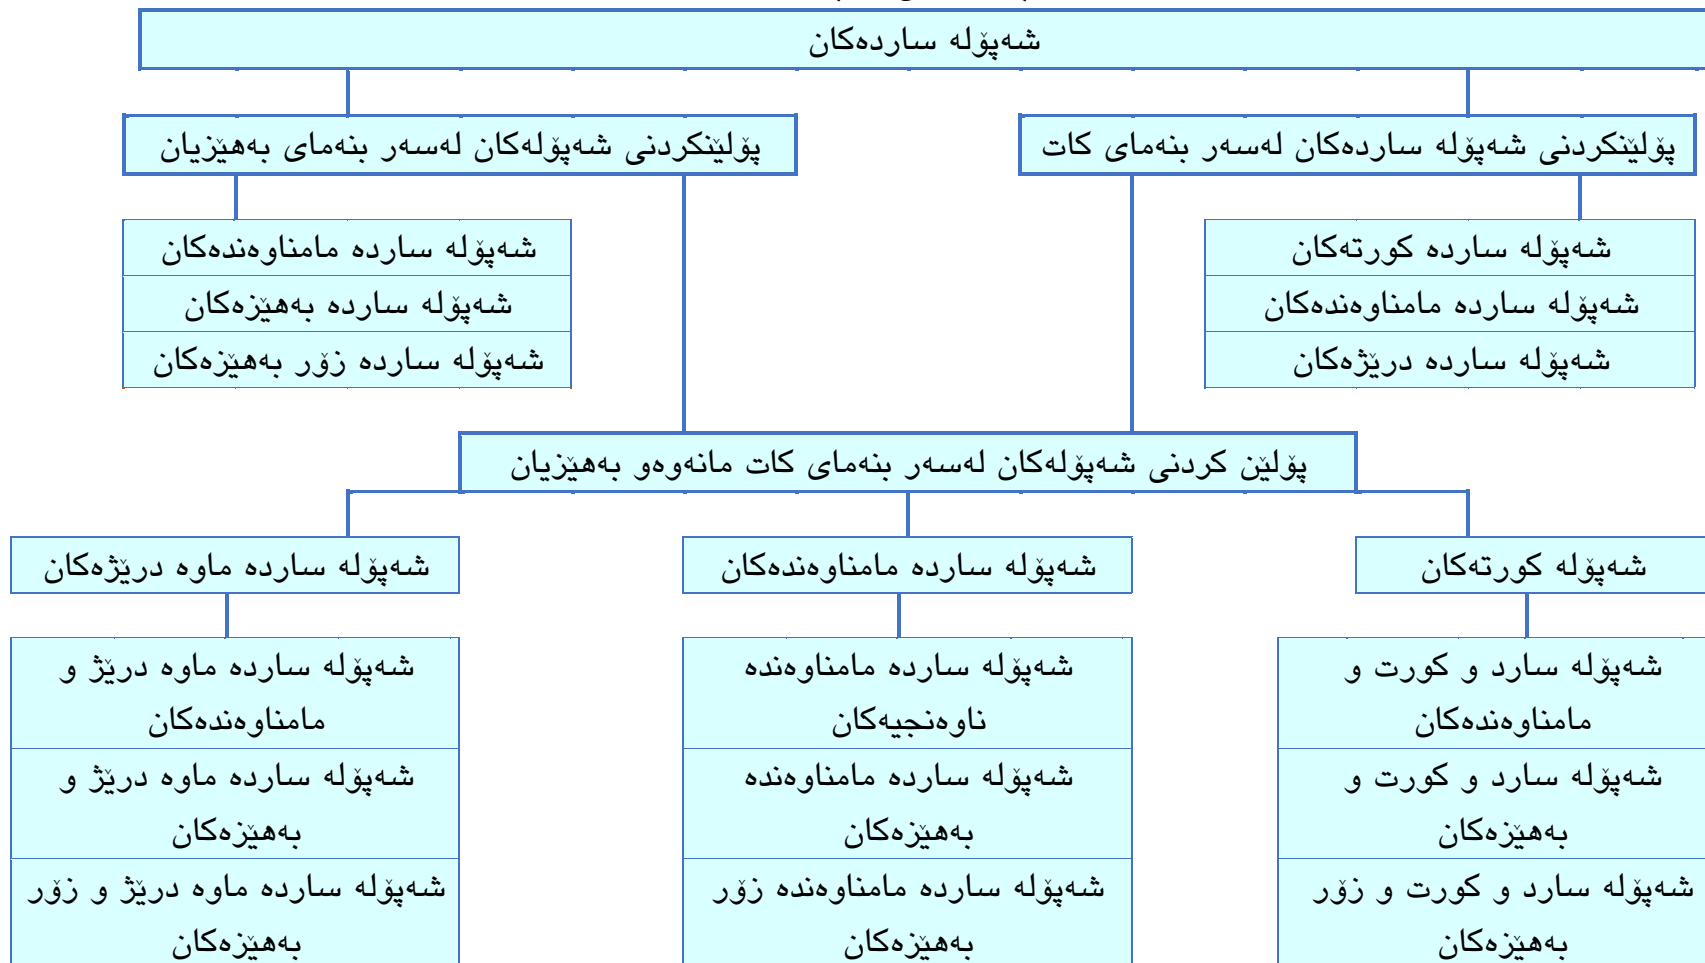 شەپۆلە ساردەکان
پۆلێنکردنی شەپۆلە ساردەکان لەسەر بنەمای کات
پۆلێنکردنی شەپۆلەکان لەسەر بنەمای بەهێزیان
شەپۆلە ساردە کورتەکان
شەپۆلە ساردە مامناوەندەکان
شەپۆلە ساردە درێژەکان
شەپۆلە ساردە مامناوەندەکان
شەپۆلە ساردە بەهێزەکان
شەپۆلە ساردە زۆر بەهێزەکان
پۆلێن کردنی شەپۆلەکان لەسەر بنەمای کات مانەوەو بەهێزیان
شەپۆلە کورتەکان
شەپۆلە ساردە مامناوەندەکان
شەپۆلە ساردە ماوە درێژەکان
شەپۆلە سارد و کورت و
مامناوەندەکان
شەپۆلە سارد و کورت و
بەهێزەکان
شەپۆلە سارد و کورت و زۆر
بەهێزەکان
شەپۆلە ساردە مامناوەندە
ناوەنجیەکان
شەپۆلە ساردە مامناوەندە
بەهێزەکان
شەپۆلە ساردە مامناوەندە زۆر
بەهێزەکان
شەپۆلە ساردە ماوە درێژ و
مامناوەندەکان
شەپۆلە ساردە ماوە درێژ و
بەهێزەکان
شەپۆلە ساردە ماوە درێژ و زۆر
بەهێزەکان